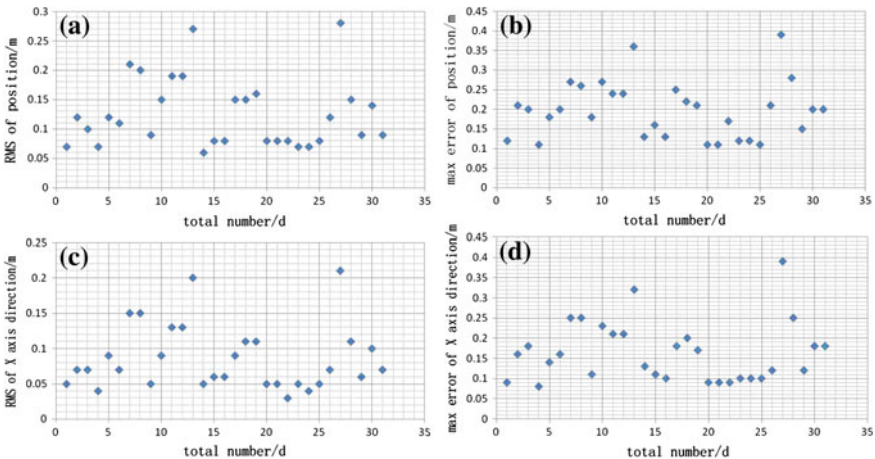 (a)
RMS of position/m
0.3
0.25
0.2
0.15
0.1
0.05
0
0 5 10 15 20 25 30 35
total number/d
(b)
max error of position/m
0.45
0.4
0.35
0.3
0.25
0.2
0.15
0.1
0.05
0
0 5 10 15 20 25 30 35
total number/d
(c)
RMS of X axis direction/m
0.25
0.2
0.15
0.1
0.05
0
0 5 10 15 20 25 30 35
total number/d
(d)
max error of X axis direction/m
0.45
0.4
0.35
0.3
0.25
0.2
0.15
0.1
0.05
0
0 5 10 15 20 25 30 35
total number/d